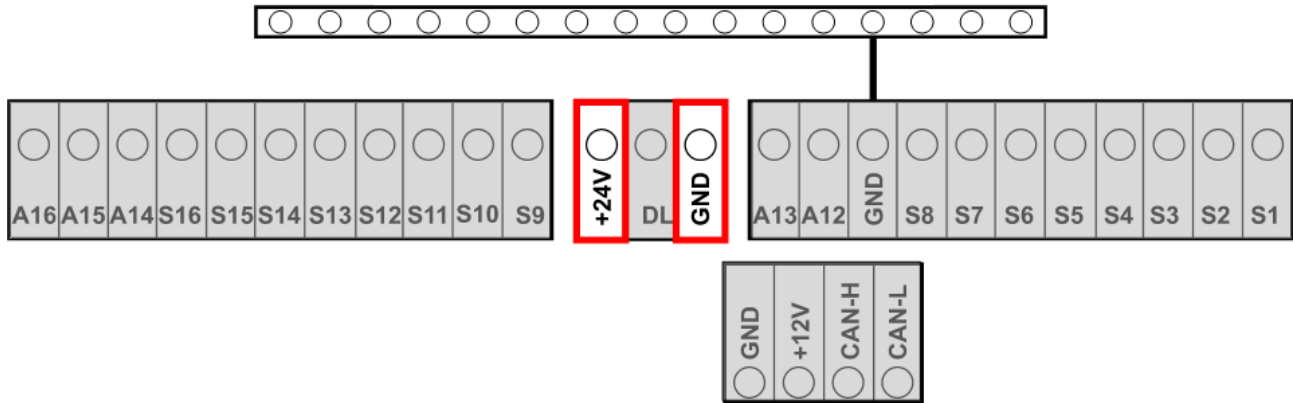 A16 A15 A14 S16 S15 S14 S13 S12 S11 S10 S9 +24V DL GND A13 A12 GND S8 S7 S6 S5 S4 S3 S2 S1
GND +12V CAN-H CAN-L